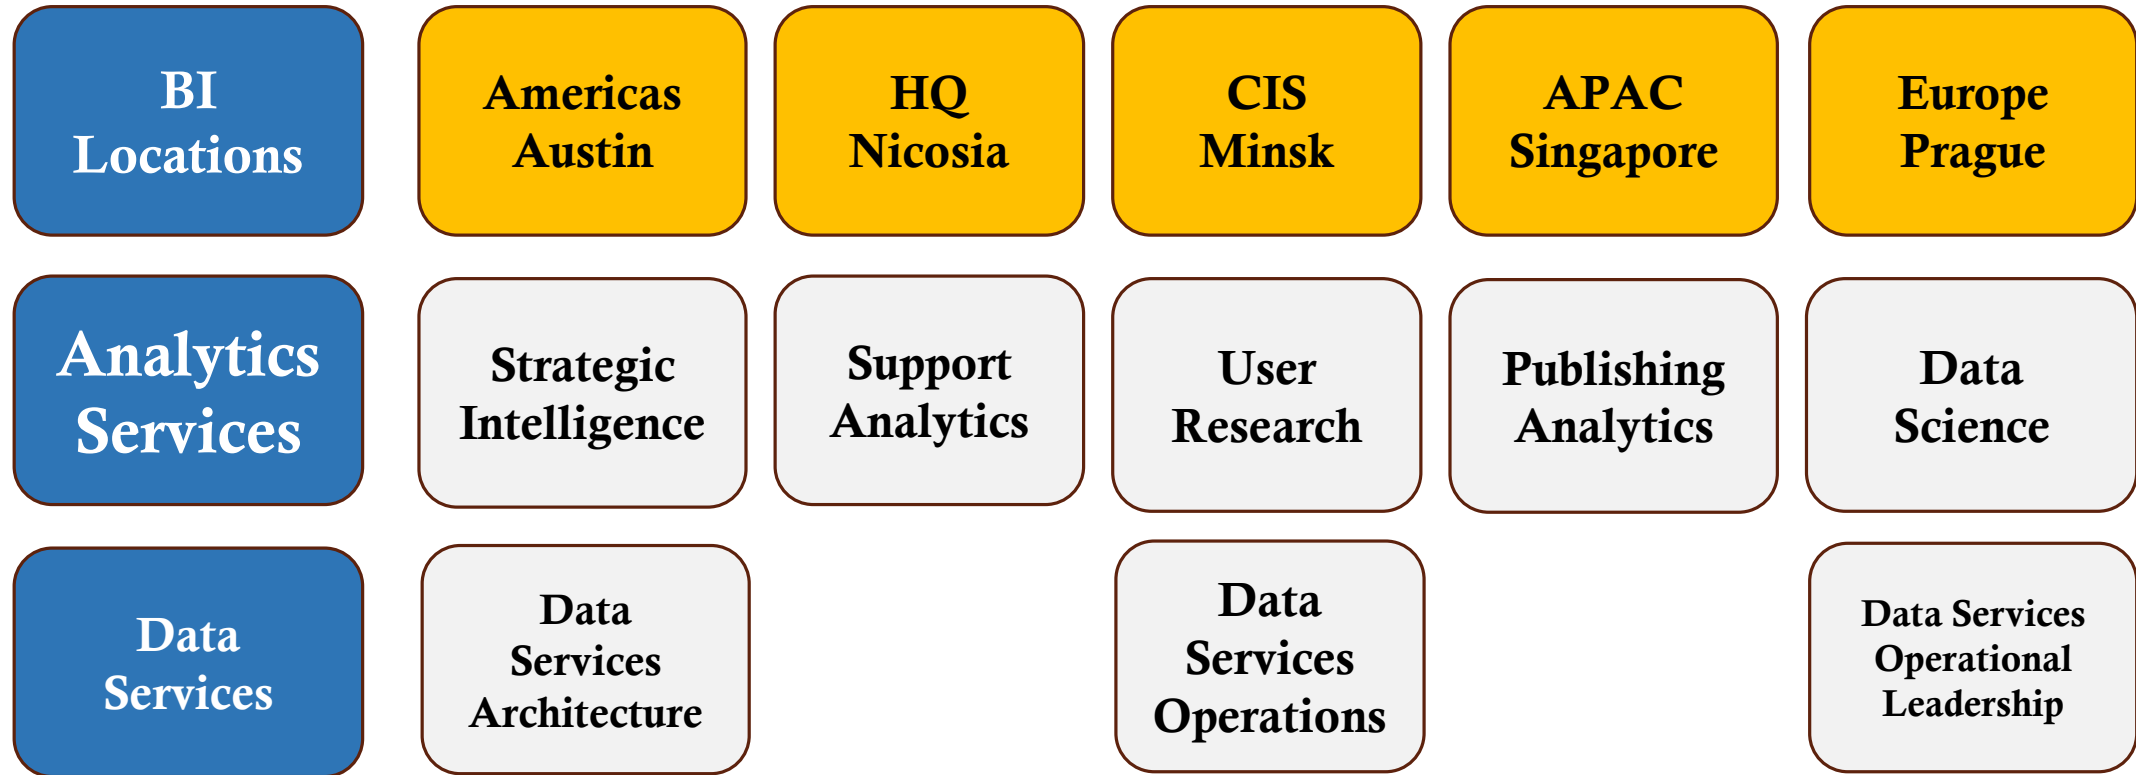 BI
Locations
Americas
Austin
HQ
Nicosia
CIS
Minsk
APAC
Singapore
Europe
Prague
Analytics
Services
Strategic
Intelligence
Support
Analytics
User
Research
Publishing
Analytics
Data
Science
Data
Services
Data
Services
Architecture
Data
Services
Operations
Data Services
Operational
Leadership